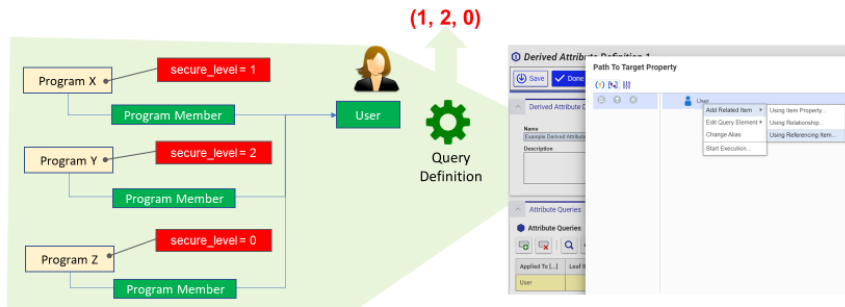 (1, 2, 0)
secure_level= 1
Program X
Program Member
User
secure_level= 2
Program Y
Program Member
secure_level= 0
Program Z
Program Member
Query
Definition
Derived Attribute Definition 1
Save
Done
Derived Attribute D
Name
Example Derived Attribute
Description
Attribute Queries
Attribute Queries
Applied To [...]
Leaf It
User
Path To Target Property
User
Add Related Item
Edit Query Element
Change Alias
Start Execution...
Using Item Property...
Using Relationship...
Using Referencing Item...